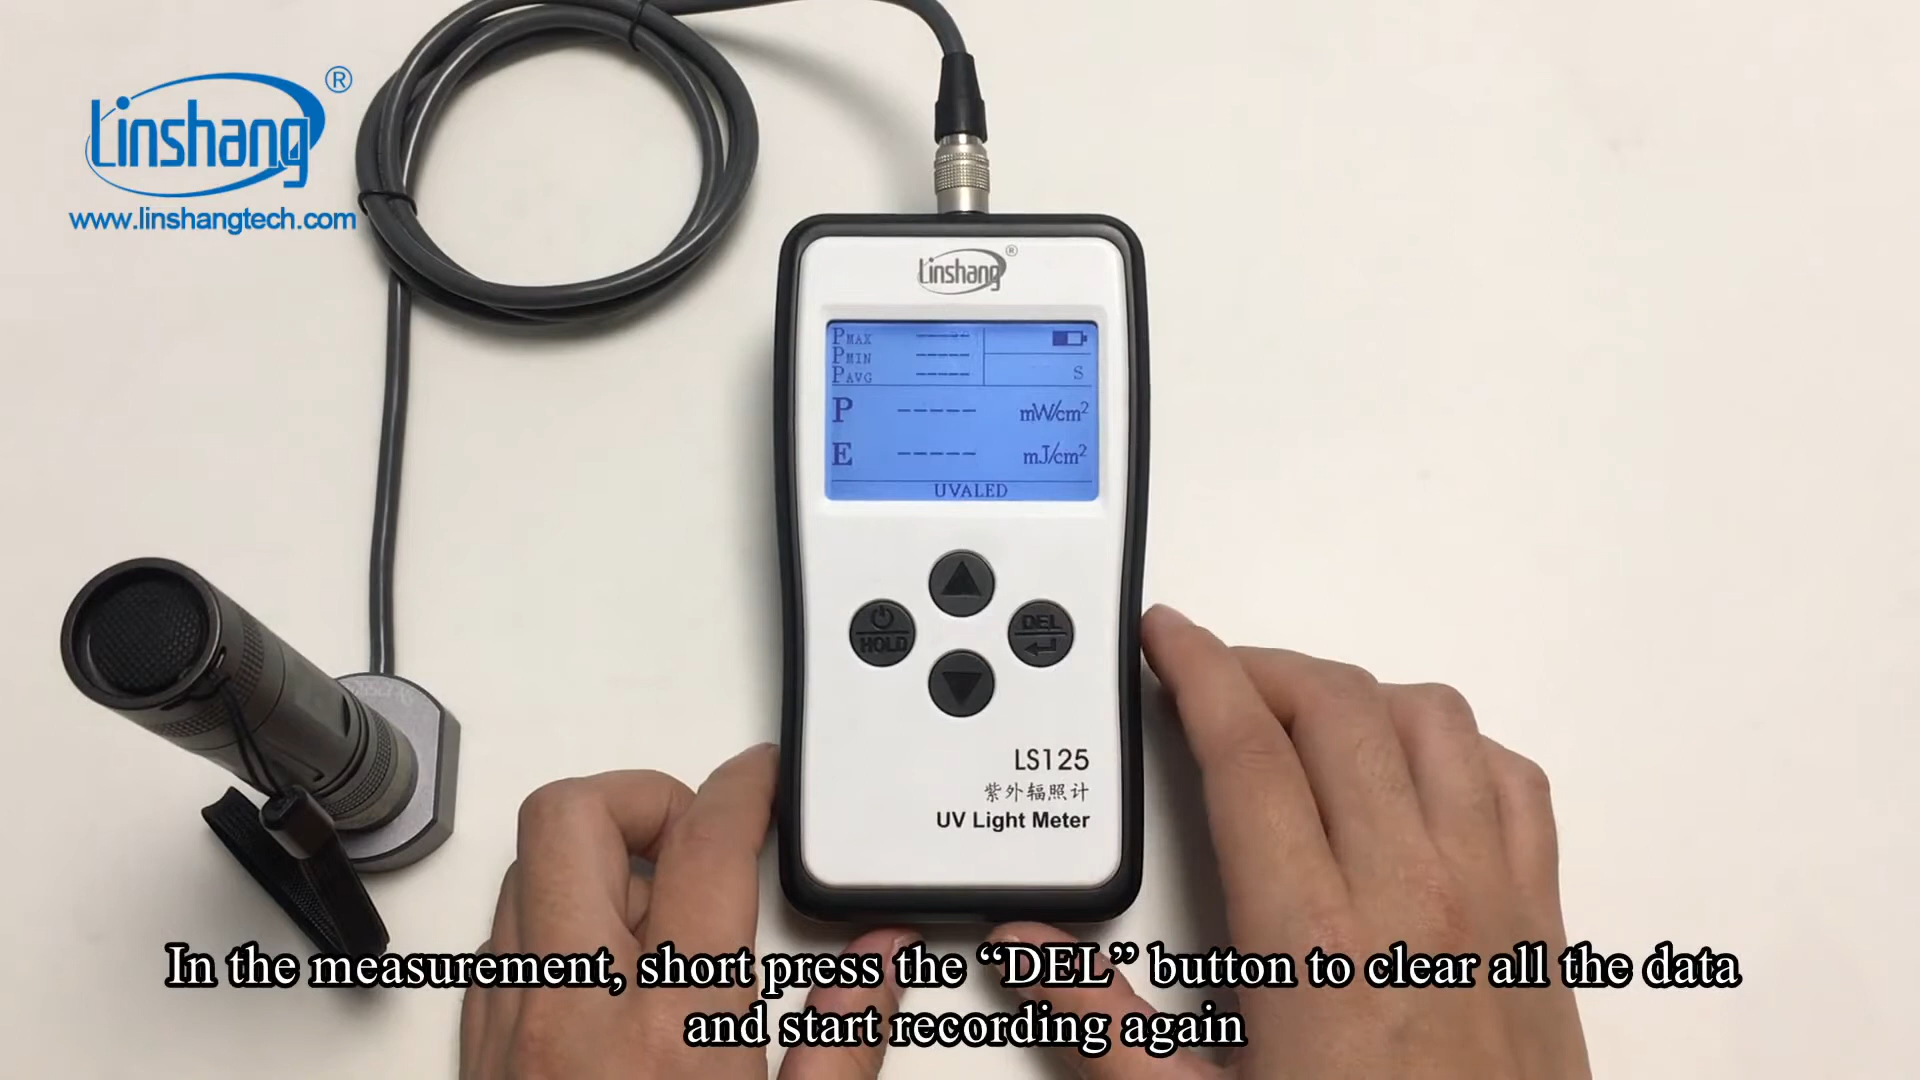 Linshang®
www.linshangtech.com
Linshang®
PMAX -----
PMIN -----
PAVG -----
S
P ----- mW/cm²
E ----- mJ/cm²
UVALED
HOLD
DEL
LS125
紫外辐照计
UV Light Meter
In the measurement, short press the “DEL” button to clear all the data
and start recording again